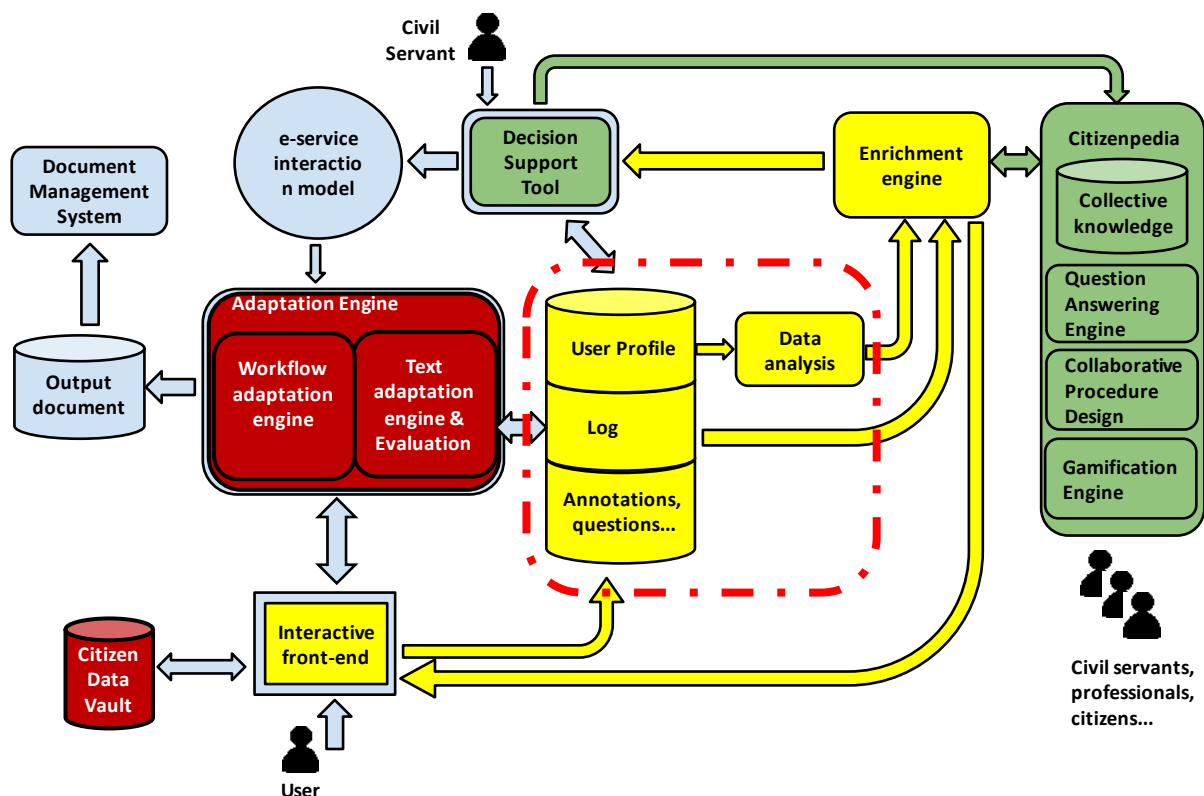 Civil
Servant
e-service
interactio
n model
Decision
Support
Tool
Enrichment
engine
Citizenpedia
Collective
knowledge
Question
Answering
Engine
Collaborative
Procedure
Design
Gamification
Engine
Document
Management
System
Adaptation Engine
Workflow
adaptation
engine
Text
adaptation
engine &
Evaluation
Output
document
User Profile
Log
Annotations,
questions...
Data
analysis
Interactive
front-end
Citizen
Data
Vault
User
Civil servants,
professionals,
citizens...